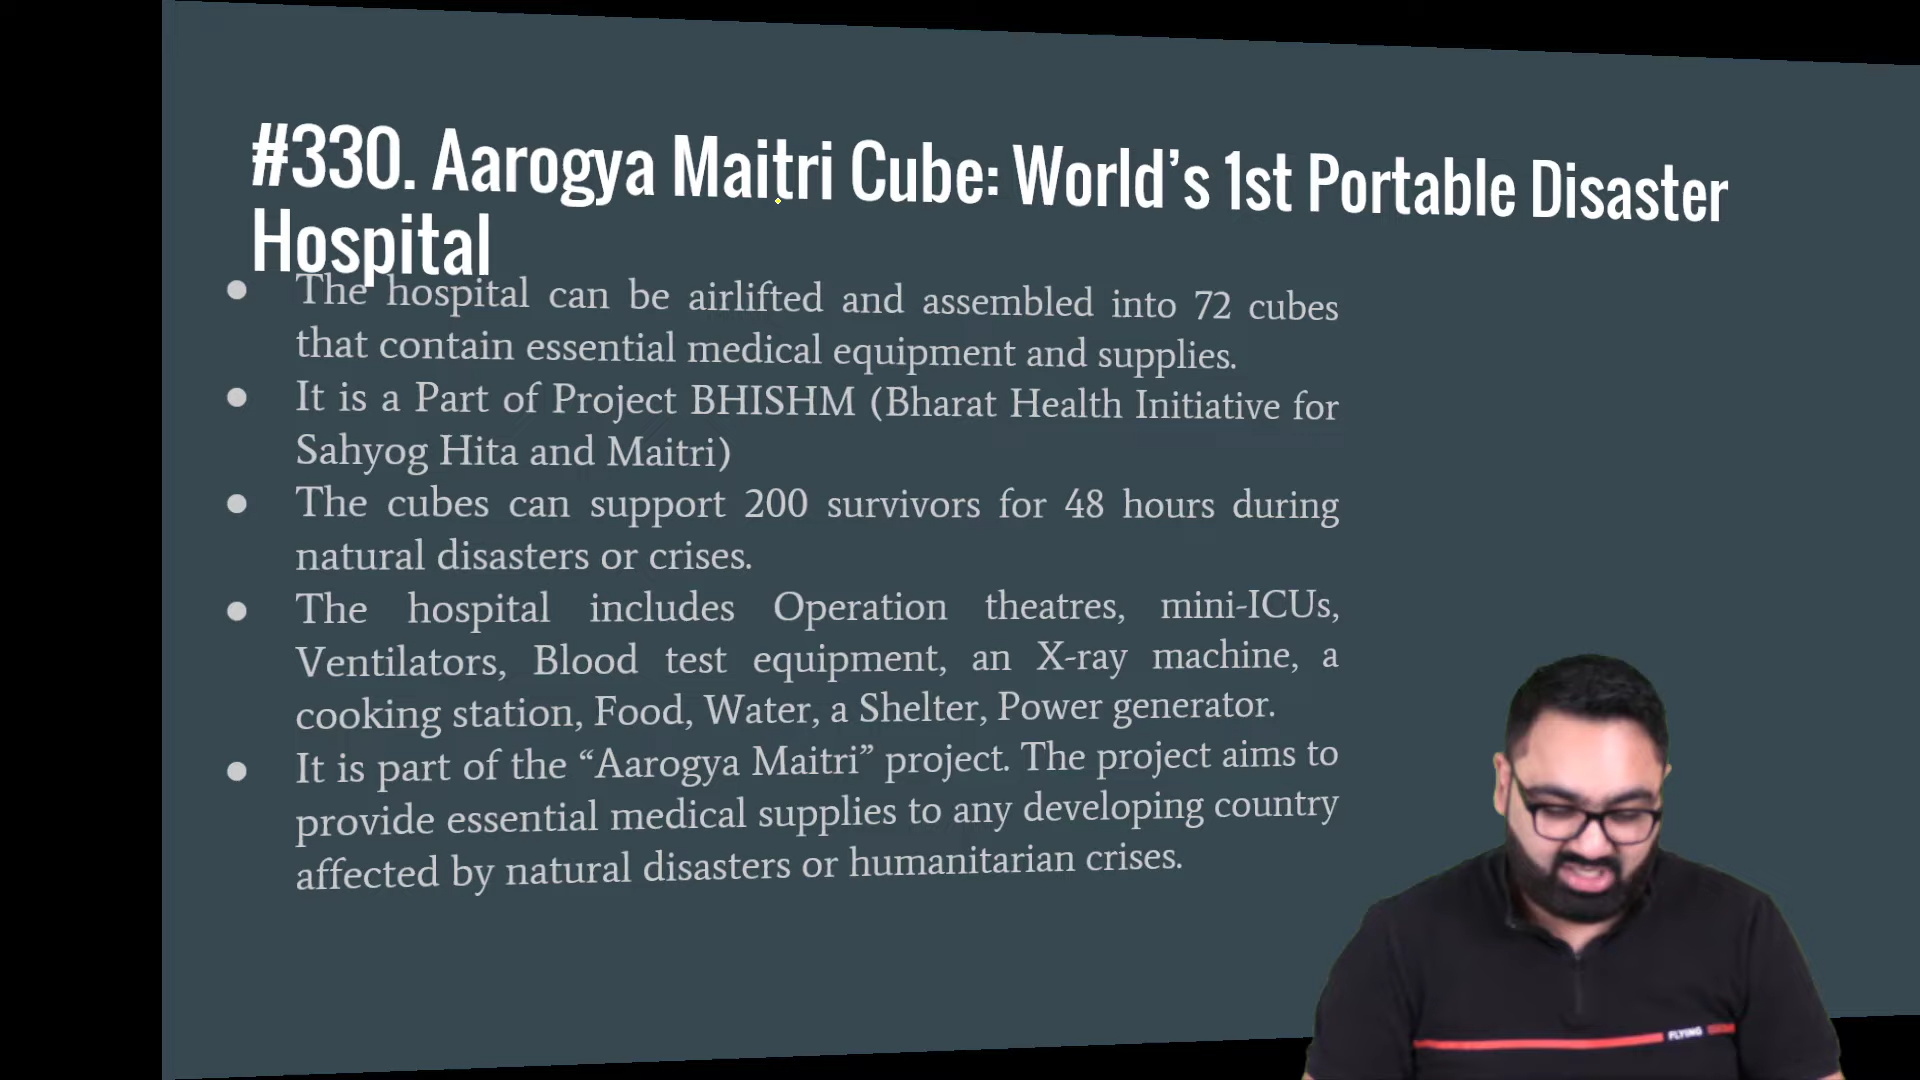 #330. Aarogya Maitri Cube: World’s 1st Portable Disaster
Hospital
● The hospital can be airlifted and assembled into 72 cubes
that contain essential medical equipment and supplies.
● It is a Part of Project BHISHM (Bharat Health Initiative for
Sahyog Hita and Maitri)
● The cubes can support 200 survivors for 48 hours during
natural disasters or crises.
● The hospital includes Operation theatres, mini-ICUs,
Ventilators, Blood test equipment, an X-ray machine, a
cooking station, Food, Water, a Shelter, Power generator.
● It is part of the “Aarogya Maitri” project. The project aims to
provide essential medical supplies to any developing country
affected by natural disasters or humanitarian crises.
FLYING